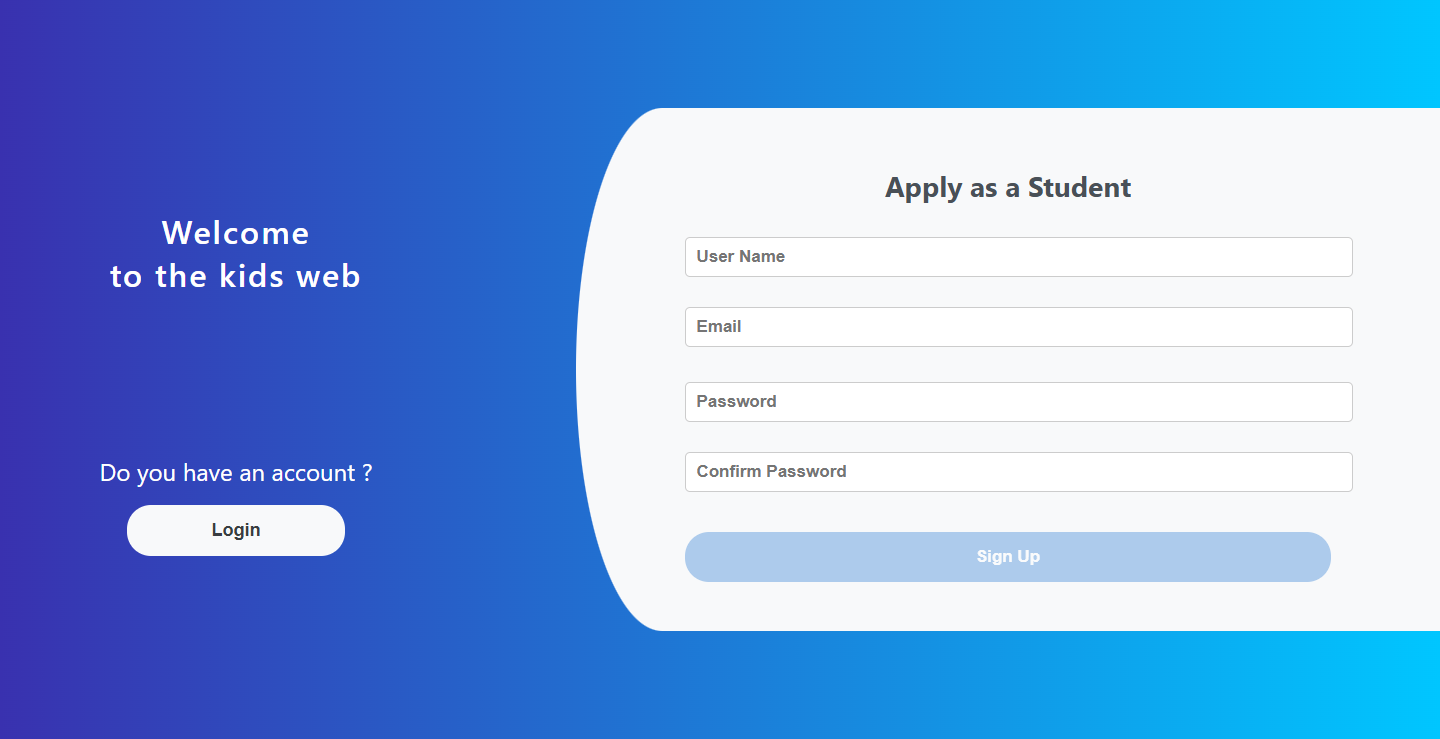 Welcome
to the kids web
Do you have an account ?
Login
Apply as a Student
User Name
Email
Password
Confirm Password
Sign Up